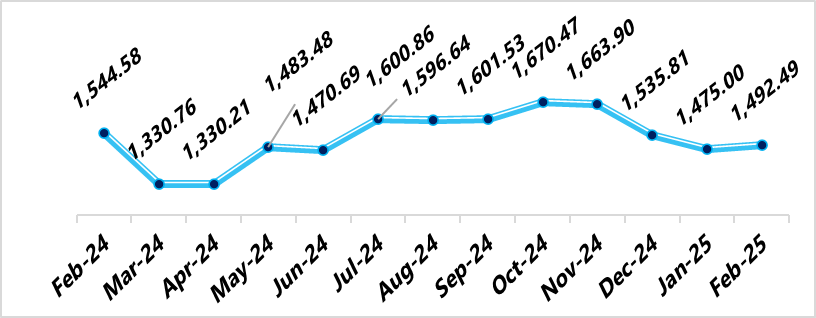 1,544.58
1,330.76
1,330.21
1,483.48
1,470.69
1,600.86
1,596.64
1,601.53
1,670.47
1,663.90
1,535.81
1,475.00
1,492.49
Feb-24
Mar-24
Apr-24
May-24
Jun-24
Jul-24
Aug-24
Sep-24
Oct-24
Nov-24
Dec-24
Jan-25
Feb-25